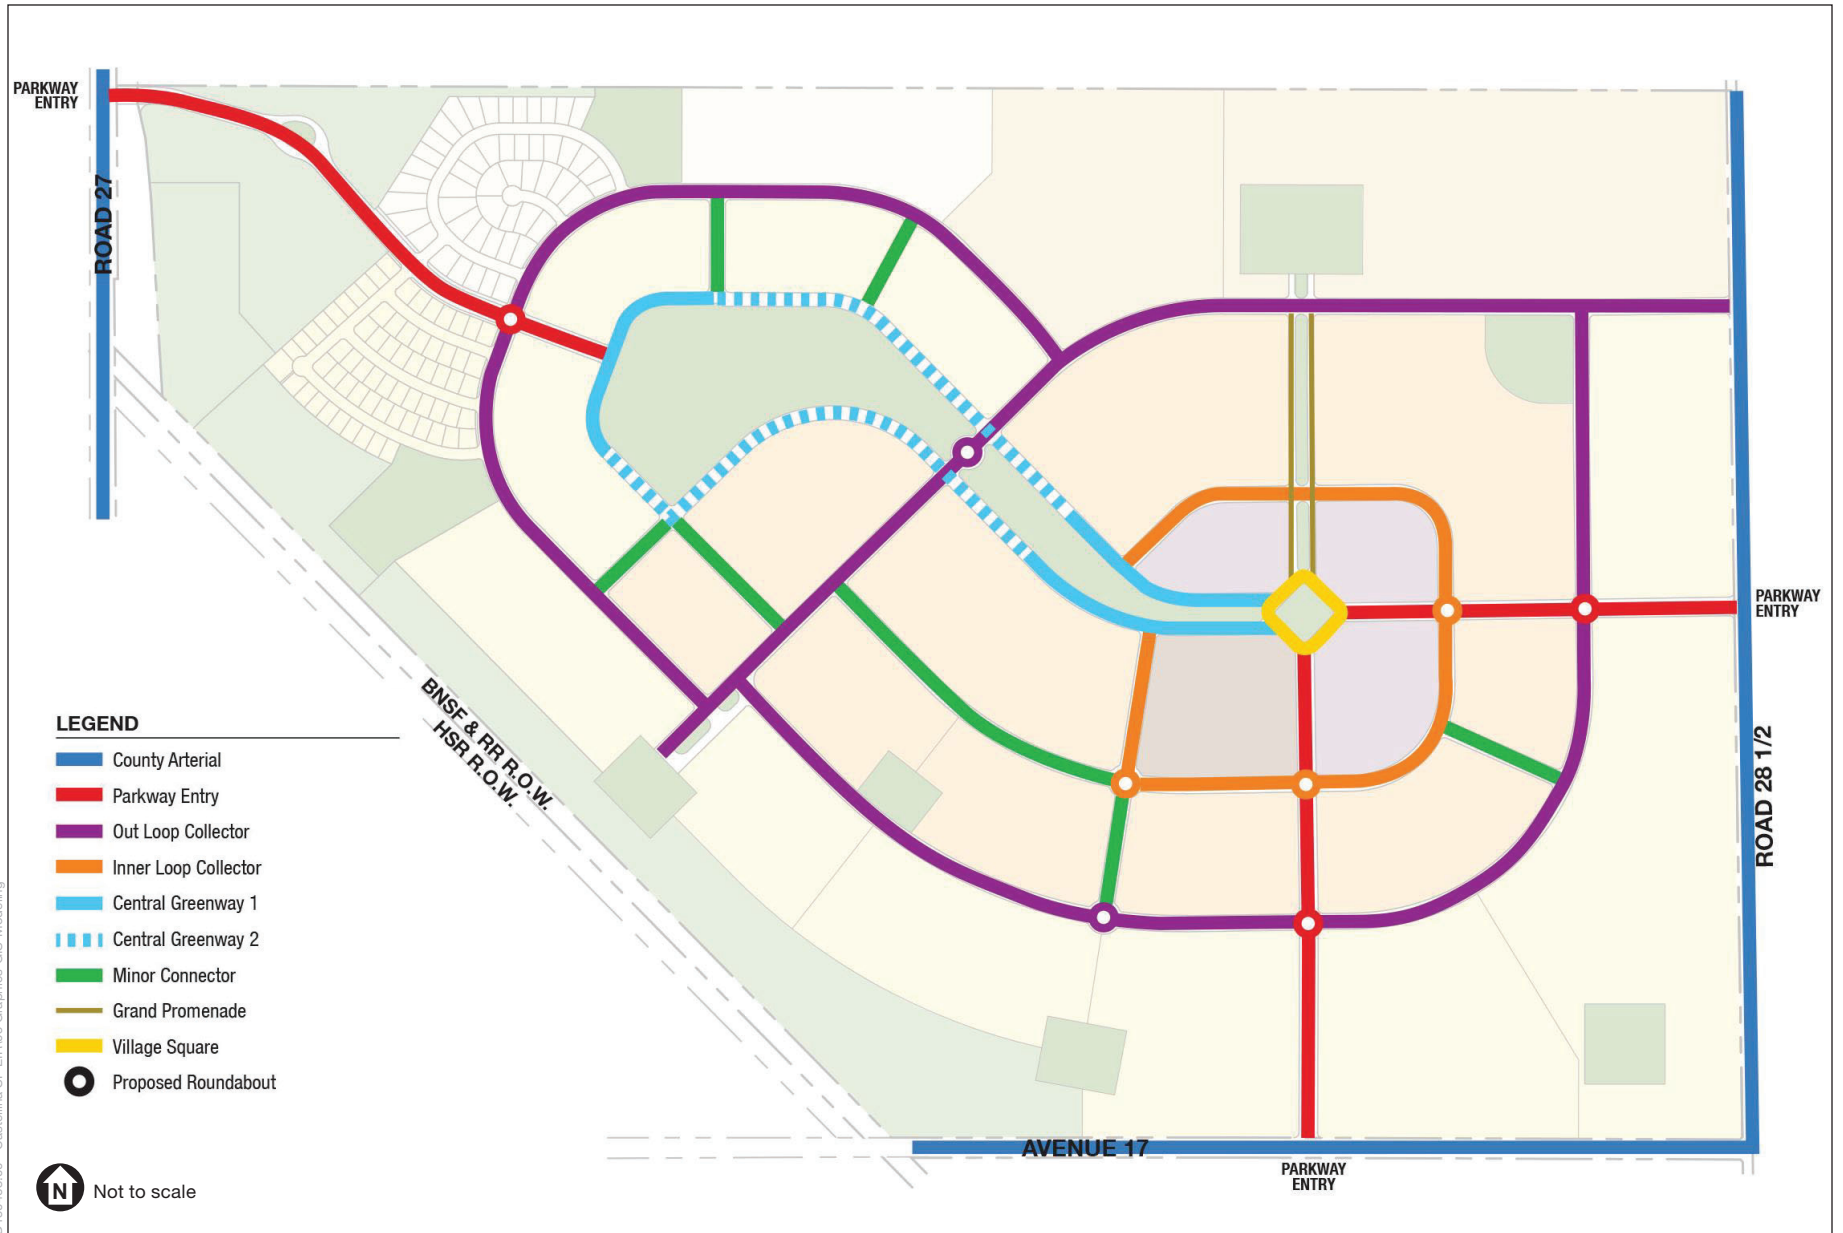 PARKWAY
ENTRY
ROAD 27
PARKWAY
ENTRY
BNSF & RR R.O.W.
HSR R.O.W.
ROAD 28 1/2
LEGEND
County Arterial
Parkway Entry
Out Loop Collector
Inner Loop Collector
Central Greenway 1
Central Greenway 2
Minor Connector
Grand Promenade
Village Square
Proposed Roundabout
AVENUE 17
PARKWAY
ENTRY
N
Not to scale